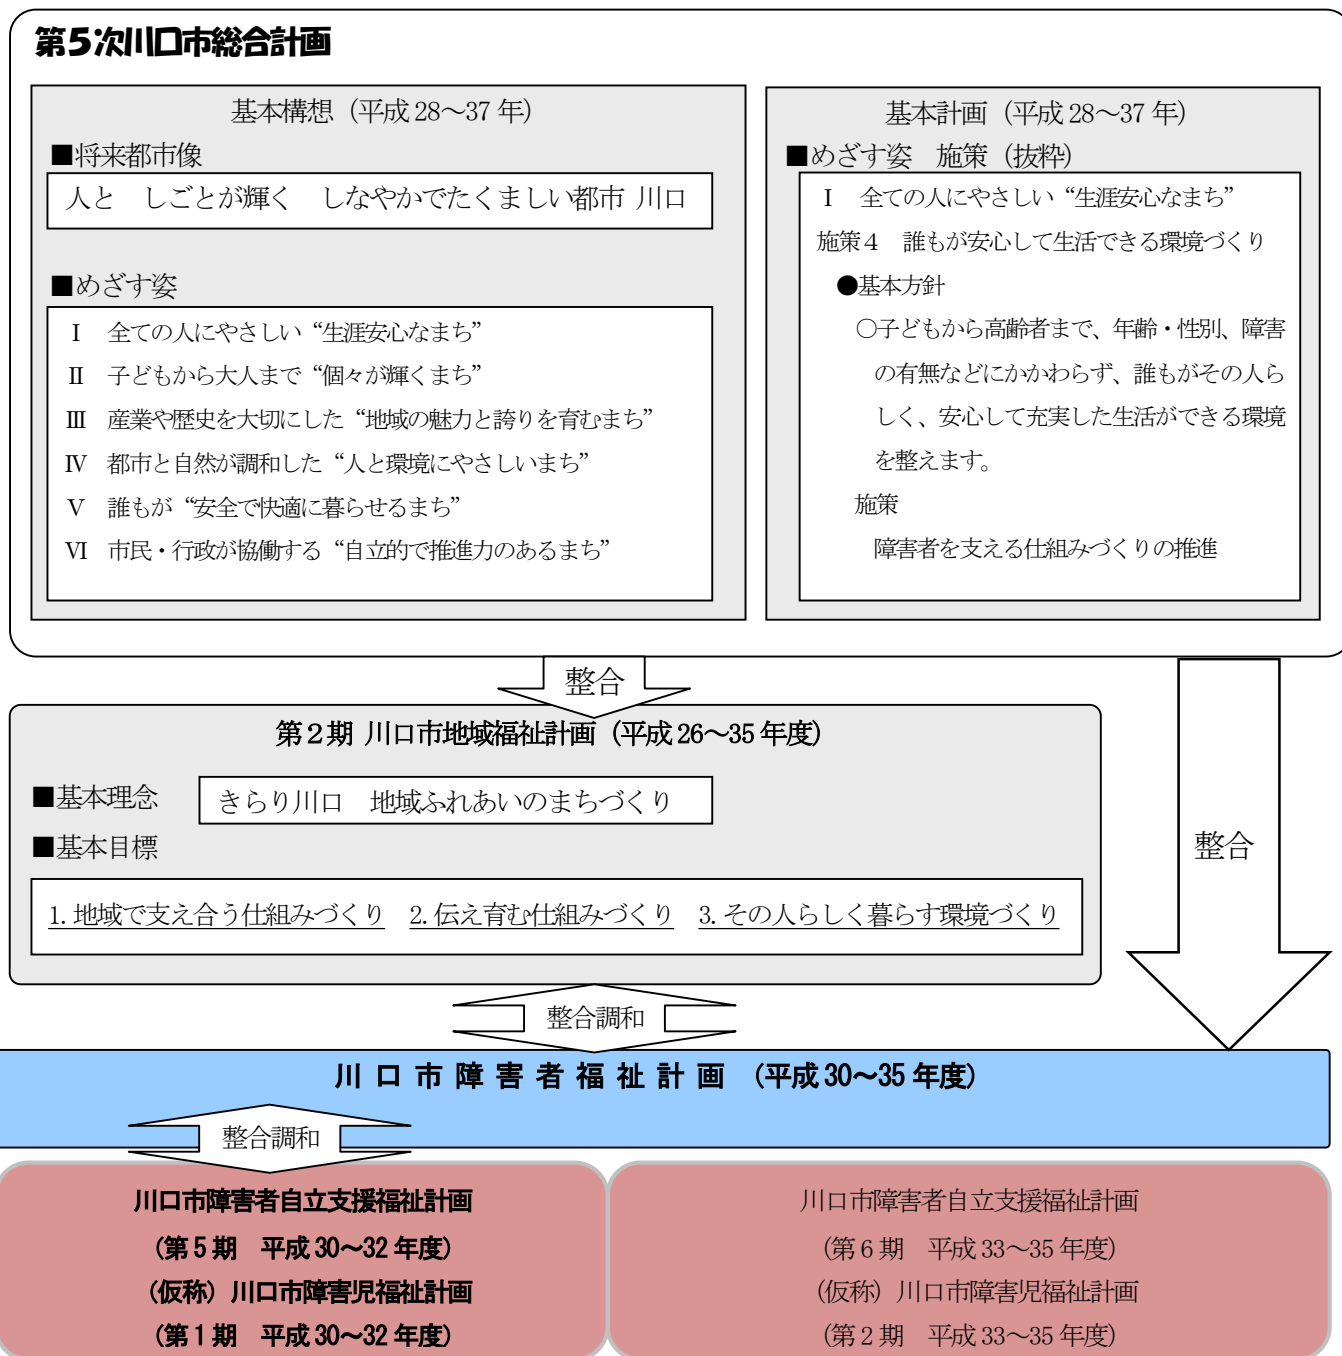 第5次川口市総合計画
基本構想（平成28～37年）
■将来都市像
人と　しごとが輝く　しなやかでたくましい都市 川口
■めざす姿
Ⅰ　全ての人にやさしい“生涯安心なまち”
Ⅱ　子どもから大人まで“個々が輝くまち”
Ⅲ　産業や歴史を大切にした“地域の魅力と誇りを育むまち”
Ⅳ　都市と自然が調和した“人と環境にやさしいまち”
Ⅴ　誰もが“安全で快適に暮らせるまち”
Ⅵ　市民・行政が協働する“自立的で推進力のあるまち”
基本計画（平成28～37年）
■めざす姿　施策（抜粋）
Ⅰ　全ての人にやさしい“生涯安心なまち”
施策４　誰もが安心して生活できる環境づくり
●基本方針
○子どもから高齢者まで、年齢・性別、障害
の有無などにかかわらず、誰もがその人ら
しく、安心して充実した生活ができる環境
を整えます。
施策
障害者を支える仕組みづくりの推進
整合
第２期 川口市地域福祉計画（平成26～35年度）
■基本理念
きらり川口　地域ふれあいのまちづくり
■基本目標
1.地域で支え合う仕組みづくり　2.伝え育む仕組みづくり　3.その人らしく暮らす環境づくり
整合
整合調和
川口市障害者福祉計画（平成30～35年度）
整合調和
川口市障害者自立支援福祉計画
（第５期　平成30～32年度）
（仮称）川口市障害児福祉計画
（第１期　平成30～32年度）
川口市障害者自立支援福祉計画
（第６期　平成33～35年度）
（仮称）川口市障害児福祉計画
（第２期　平成33～35年度）